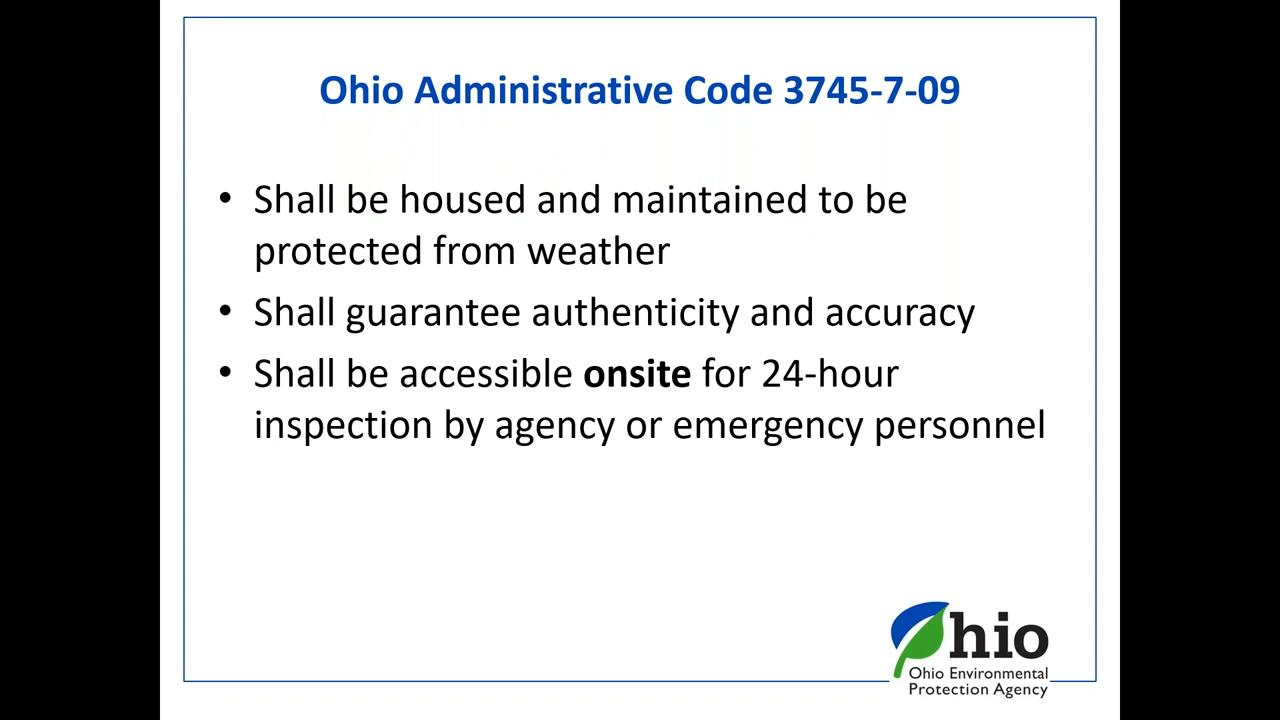 Ohio Administrative Code 3745-7-09
• Shall be housed and maintained to be
protected from weather
• Shall guarantee authenticity and accuracy
• Shall be accessible onsite for 24-hour
inspection by agency or emergency personnel
Ohio
Ohio Environmental
Protection Agency